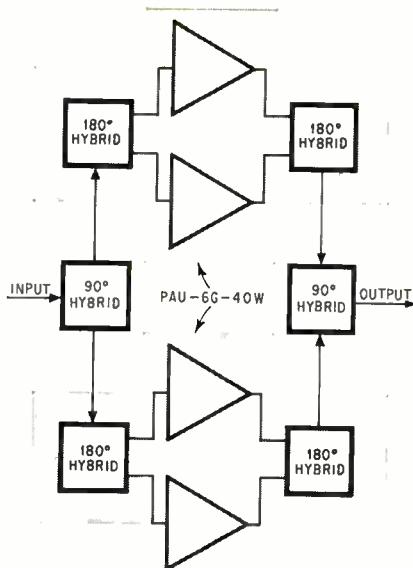 180°
HYBRID
180°
HYBRID
INPUT
90°
HYBRID
PAU-6G-40W
90°
HYBRID
OUTPUT
180°
HYBRID
180°
HYBRID